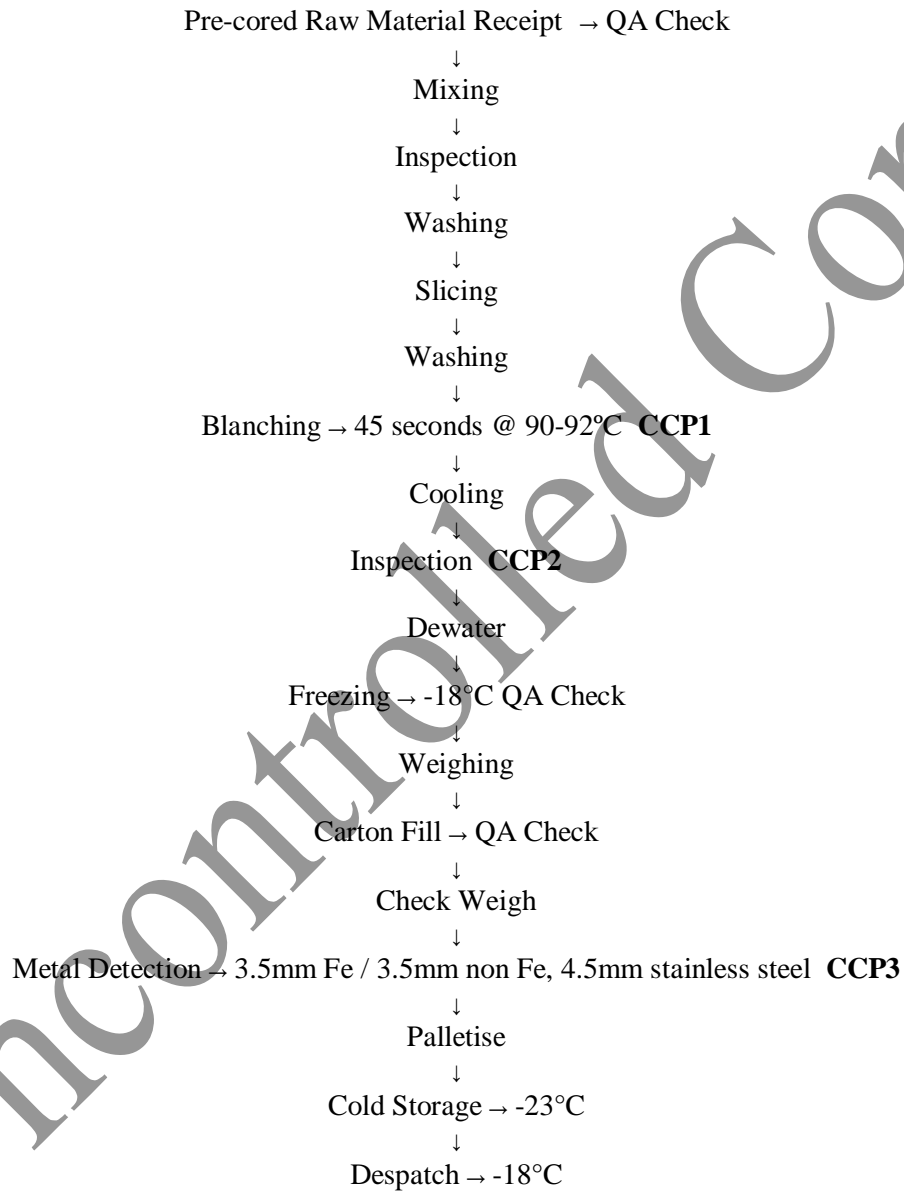 Pre-cored Raw Material Receipt → QA Check
↓
Mixing
↓
Inspection
↓
Washing
↓
Slicing
↓
Washing
↓
Blanching → 45 seconds @ 90-92ºC CCP1
↓
Cooling
↓
Inspection CCP2
↓
Dewater
↓
Freezing → -18°C QA Check
↓
Weighing
↓
Carton Fill → QA Check
↓
Check Weigh
↓
Metal Detection → 3.5mm Fe / 3.5mm non Fe, 4.5mm stainless steel CCP3
↓
Palletise
↓
Cold Storage → -23°C
↓
Despatch → -18°C
ncontrolled Co